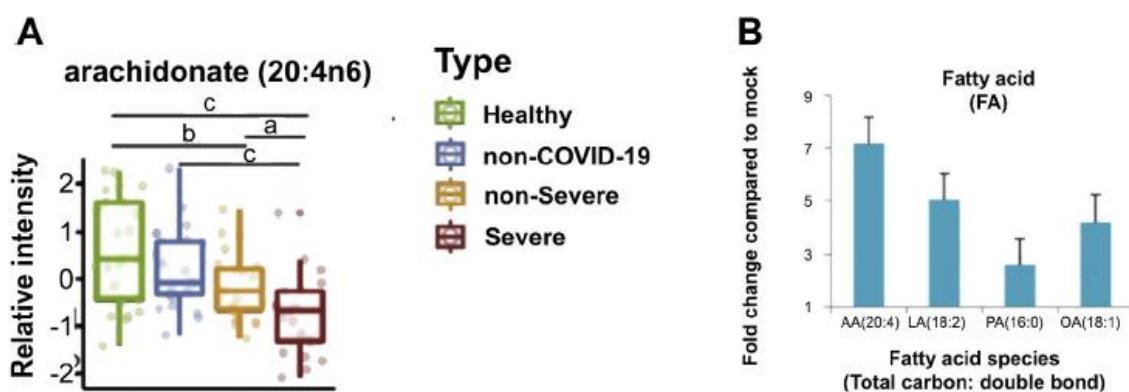 A
arachidonate (20:4n6)
c
b
a
c
Relative intensity
2
1
0
-1
-2
Type
Healthy
non-COVID-19
non-Severe
Severe
B
Fatty acid
(FA)
Fold change compared to mock
9
7
5
3
1
AA(20:4) LA(18:2) PA(16:0) OA(18:1)
Fatty acid species
(Total carbon: double bond)